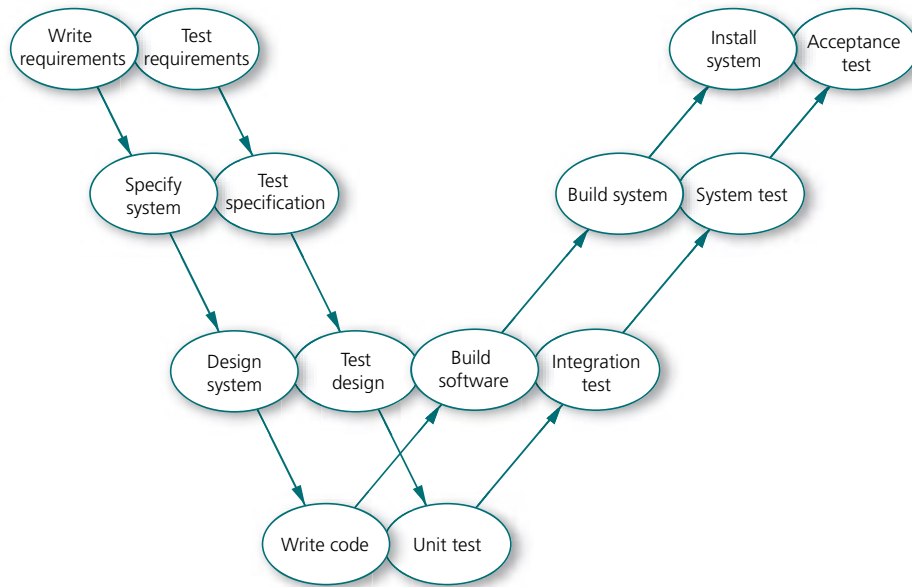 Write
requirements
Test
requirements
Install
system
Acceptance
test
Specify
system
Test
specification
Build system
System test
Design
system
Test
design
Build
software
Integration
test
Write code
Unit test